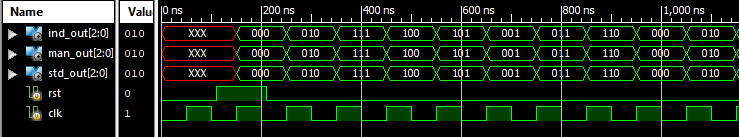 Name Value 0 ns 200 ns 400 ns 600 ns 800 ns 1,000 ns
ind_out[2:0] 010 XXX 000 010 111 100 101 001 011 110 000 010
man_out[2:0] 010 XXX 000 010 111 100 101 001 011 110 000 010
std_out[2:0] 010 XXX 000 010 111 100 101 001 011 110 000 010
rst 0
clk 1